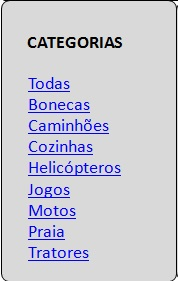 CATEGORIAS
Todas
Bonecas
Caminhões
Cozinhas
Helicópteros
Jogos
Motos
Praia
Tratores